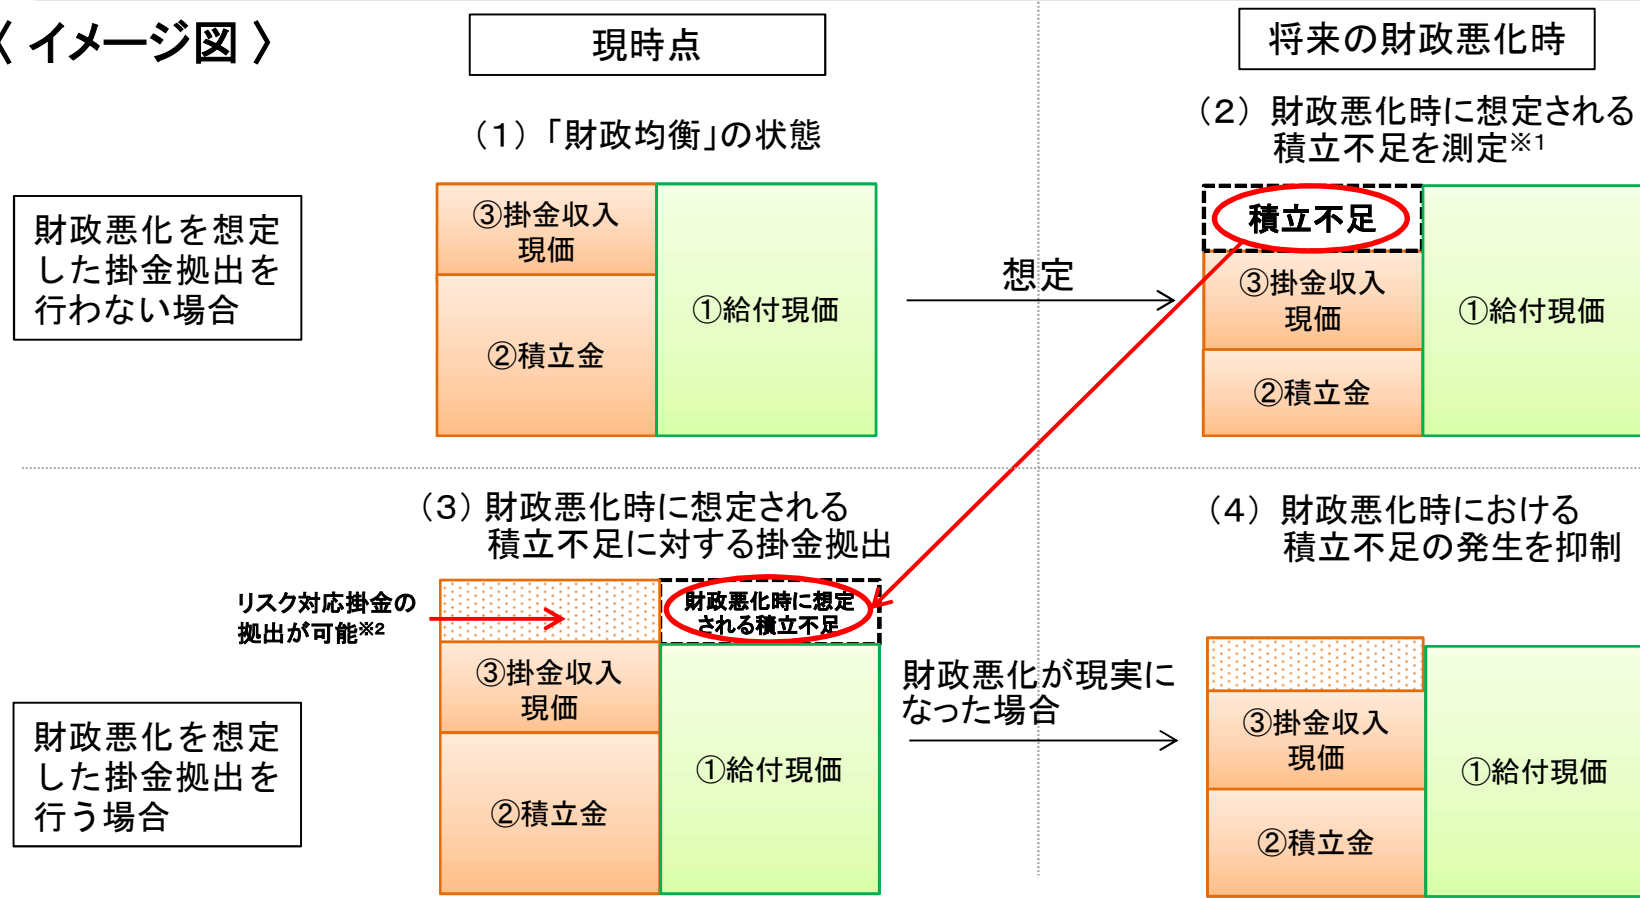 〈 イメージ図 〉
現時点
将来の財政悪化時
（１）「財政均衡」の状態
（２） 財政悪化時に想定される
積立不足を測定※1
財政悪化を想定
した掛金拠出を
行わない場合
③掛金収入
現価
②積立金
①給付現価
想定
積立不足
③掛金収入
現価
②積立金
①給付現価
（３） 財政悪化時に想定される
積立不足に対する掛金拠出
（４） 財政悪化時における
積立不足の発生を抑制
リスク対応掛金の
拠出が可能※2
財政悪化時に想定
される積立不足
財政悪化を想定
した掛金拠出を
行う場合
③掛金収入
現価
②積立金
①給付現価
財政悪化が現実に
なった場合
③掛金収入
現価
②積立金
①給付現価